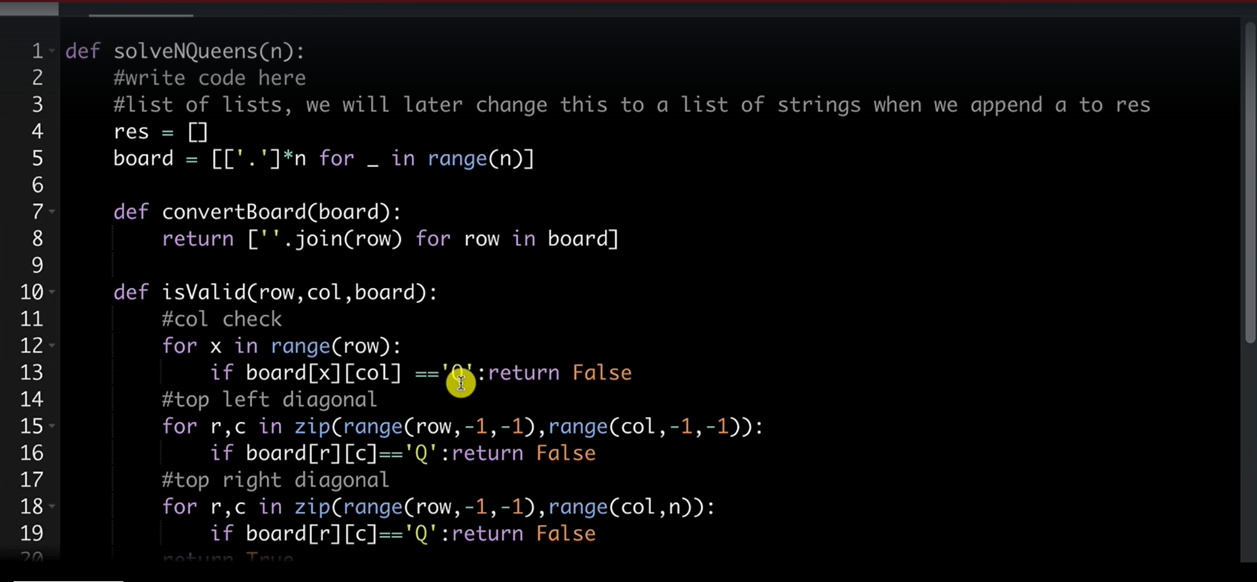 1 def solveNQueens(n):
2 #write code here
3 #list of lists, we will later change this to a list of strings when we append a to res
4 res = []
5 board = [['.']*n for _ in range(n)]
6
7 def convertBoard(board):
8 return [''.join(row) for row in board]
9
10 def isValid(row,col,board):
11 #col check
12 for x in range(row):
13 if board[x][col] =='Q':return False
14 #top left diagonal
15 for r,c in zip(range(row,-1,-1),range(col,-1,-1)):
16 if board[r][c]=='Q':return False
17 #top right diagonal
18 for r,c in zip(range(row,-1,-1),range(col,n)):
19 if board[r][c]=='Q':return False
20 return True